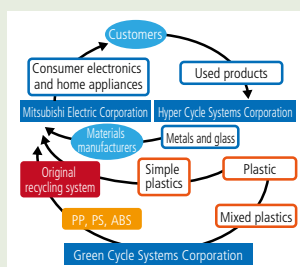 Customers
Consumer electronics
and home appliances
Used products
Mitsubishi Electric Corporation
Hyper Cycle Systems Corporation
Materials
manufacturers
Metals and glass
Original
recycling system
Simple
plastics
Plastic
PP, PS, ABS
Mixed plastics
Green Cycle Systems Corporation